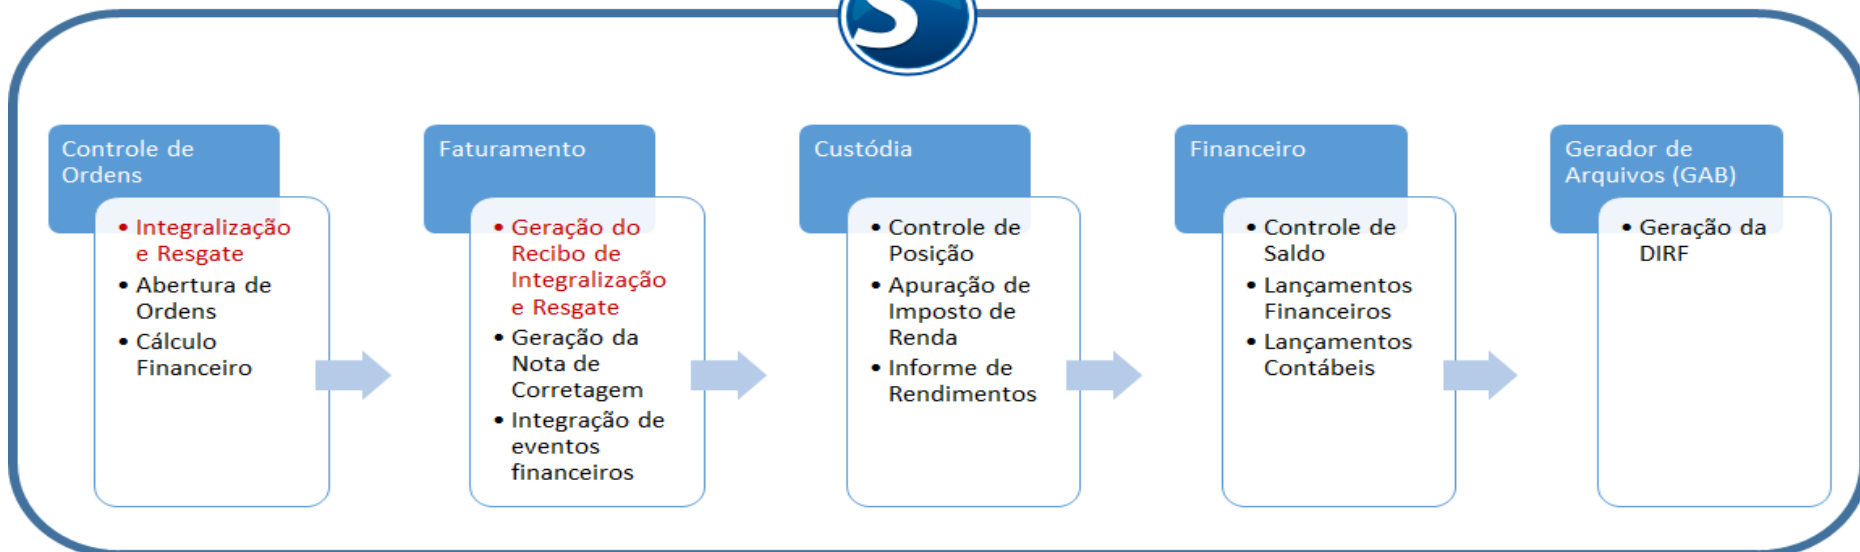 S
Controle de
Ordens
• Integralização
e Resgate
• Abertura de
Ordens
• Cálculo
Financeiro
Faturamento
• Geração do
Recibo de
Integralização
e Resgate
• Geração da
Nota de
Corretagem
• Integração de
eventos
financeiros
Custódia
• Controle de
Posição
• Apuração de
Imposto de
Renda
• Informe de
Rendimentos
Financeiro
• Controle de
Saldo
• Lançamentos
Financeiros
• Lançamentos
Contábeis
Gerador de
Arquivos (GAB)
• Geração da
DIRF